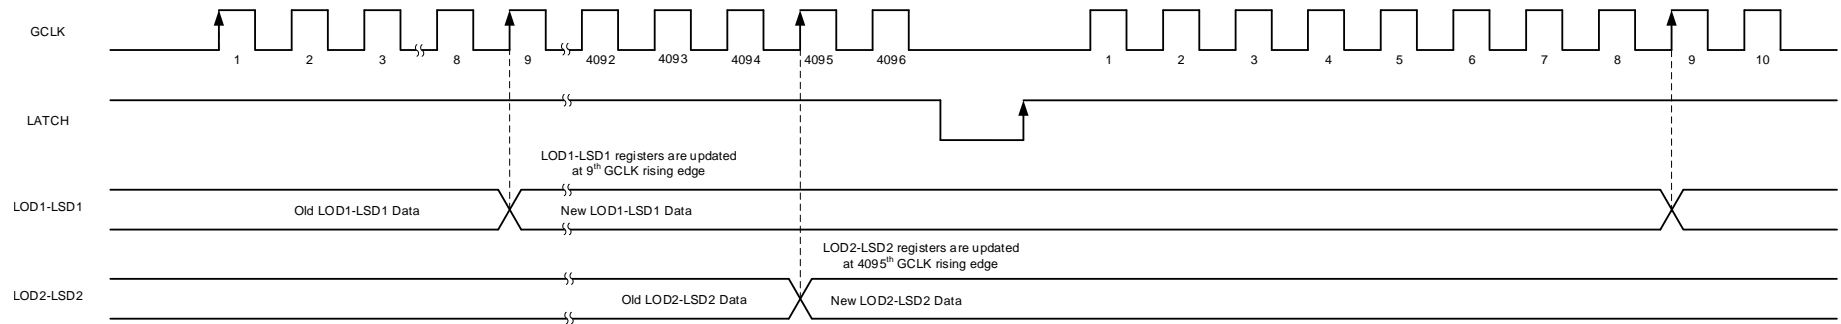 GCLK
1 2 3 8 9 4092 4093 4094 4095 4096 1 2 3 4 5 6 7 8 9 10
LATCH
LOD1-LSD1 registers are updated
at 9th GCLK rising edge
LOD1-LSD1
Old LOD1-LSD1 Data New LOD1-LSD1 Data
LOD2-LSD2 registers are updated
at 4095th GCLK rising edge
LOD2-LSD2
Old LOD2-LSD2 Data New LOD2-LSD2 Data